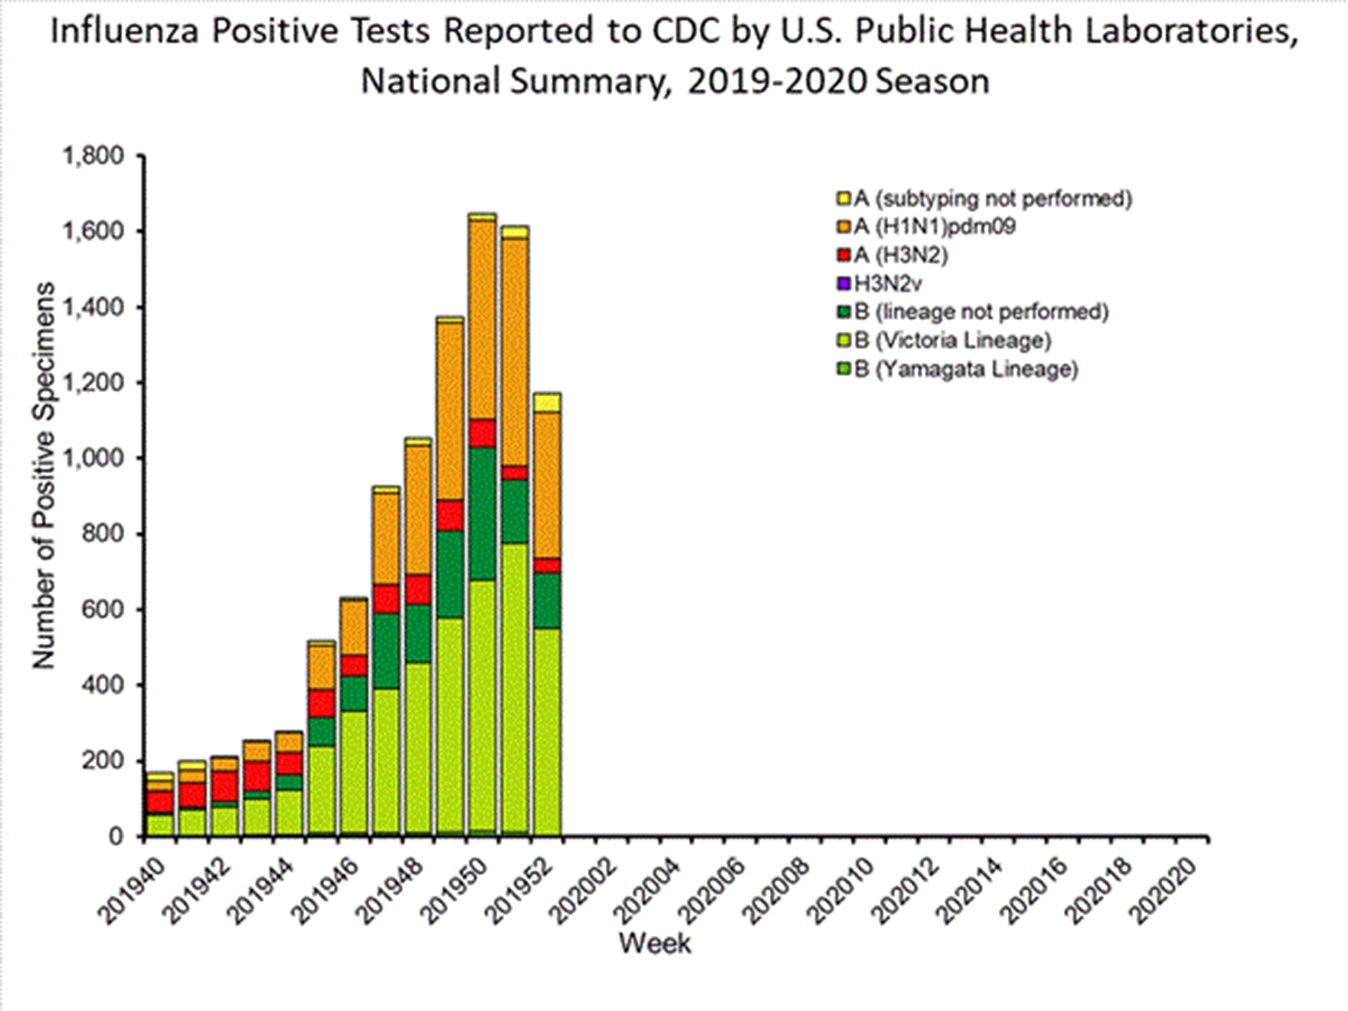 Influenza Positive Tests Reported to CDC by U.S. Public Health Laboratories,
National Summary, 2019-2020 Season
Number of Positive Specimens
1,800
1,600
1,400
1,200
1,000
800
600
400
200
0
A (subtyping not performed)
A (H1N1)pdm09
A (H3N2)
H3N2v
B (lineage not performed)
B (Victoria Lineage)
B (Yamagata Lineage)
201940
201942
201944
201946
201948
201950
201952
202002
202004
202006
202008
202010
202012
202014
202016
202018
202020
Week